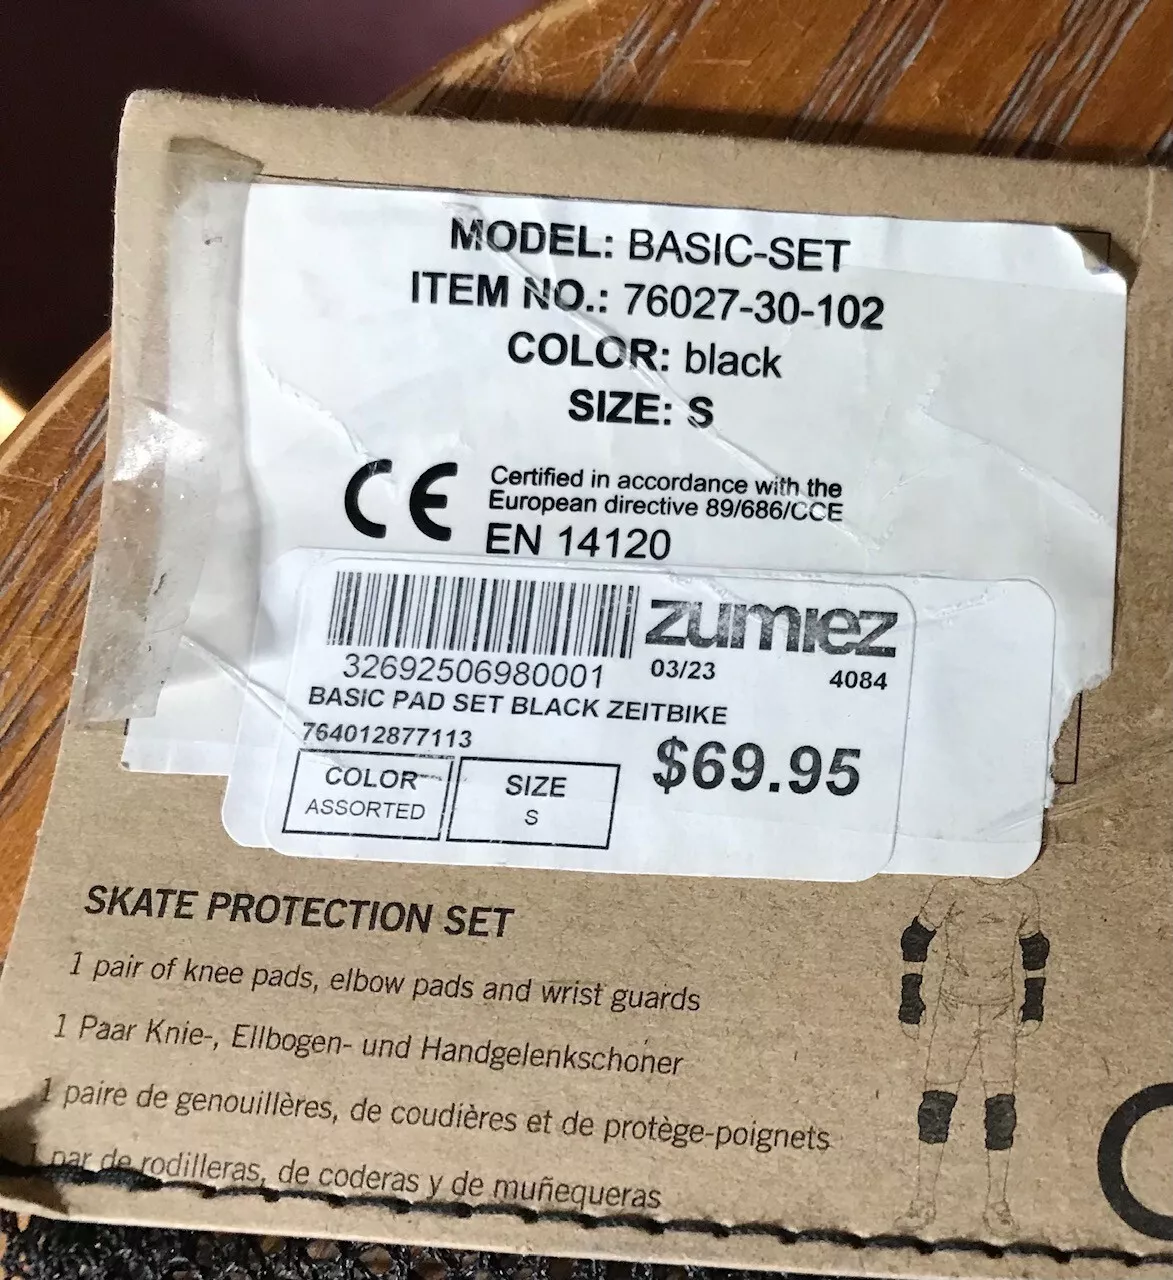 MODEL: BASIC-SET
ITEM NO.: 76027-30-102
COLOR: black
SIZE: S
CE
Certified in accordance with the
European directive 89/686/CCE
EN 14120
zumiez
32692506980001
03/23
4084
BASIC PAD SET BLACK ZEITBIKE
764012877113
$69.95
COLOR
ASSORTED
SIZE
S
SKATE PROTECTION SET
1 pair of knee pads, elbow pads and wrist guards
1 Paar Knie-, Ellbogen- und Handgelenkschoner
1 paire de genouillères, de coudières et de protège-poignets
1 par de rodilleras, de coderas y de muñequeras